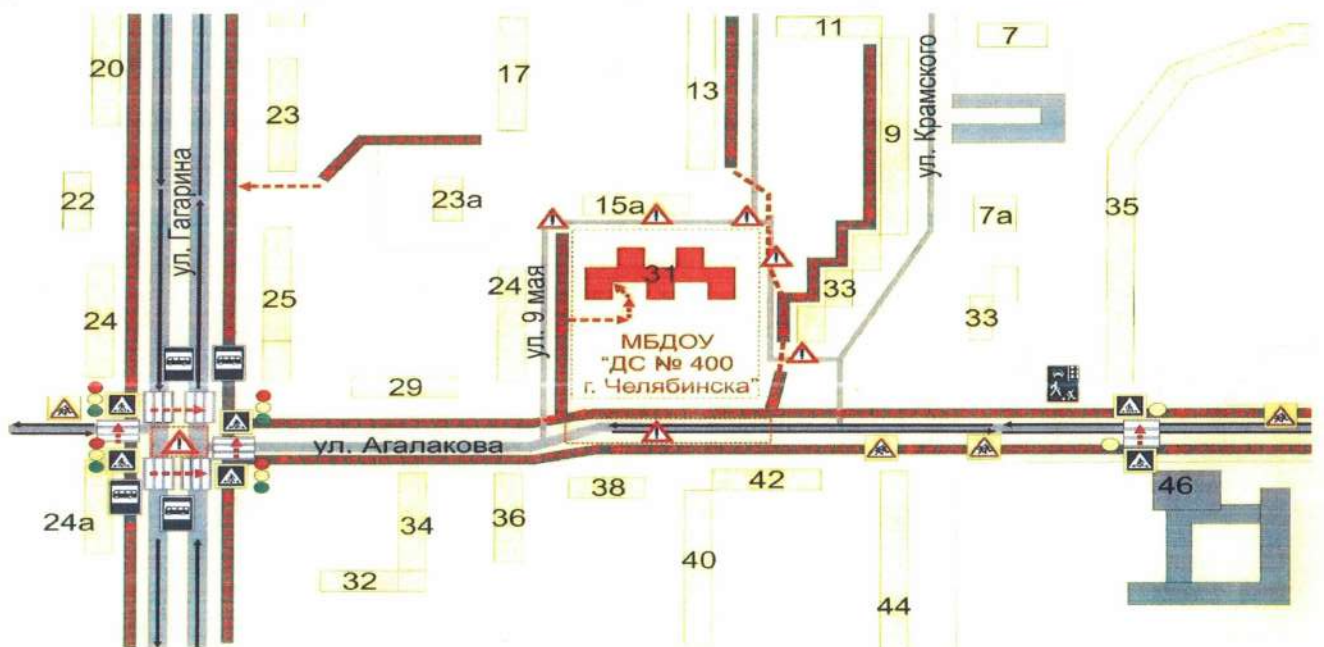 20
23
17
13
11
9
7
22
ул. Гагарина
23а
15а
ул. Крамского
7а
35
24
25
24
ул. 9 мая
31
33
33
МБДОУ
"ДС № 400
г. Челябинска"
29
ул. Агалакова
24а
34
36
38
42
46
32
40
44